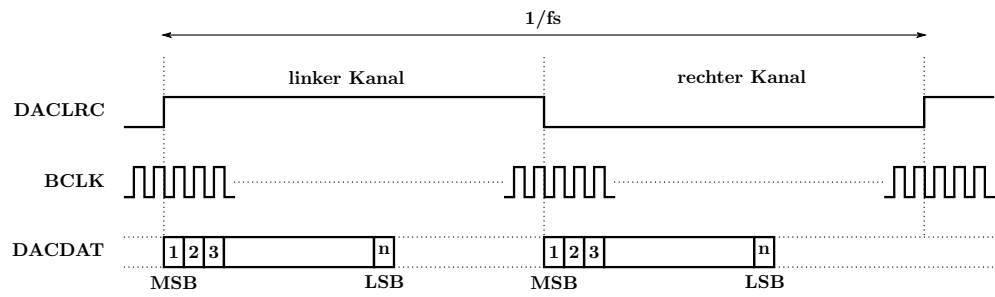 1/fs
linker Kanal rechter Kanal
DACLRC
BCLK
DACDAT 1 2 3 n 1 2 3 n
MSB LSB MSB LSB